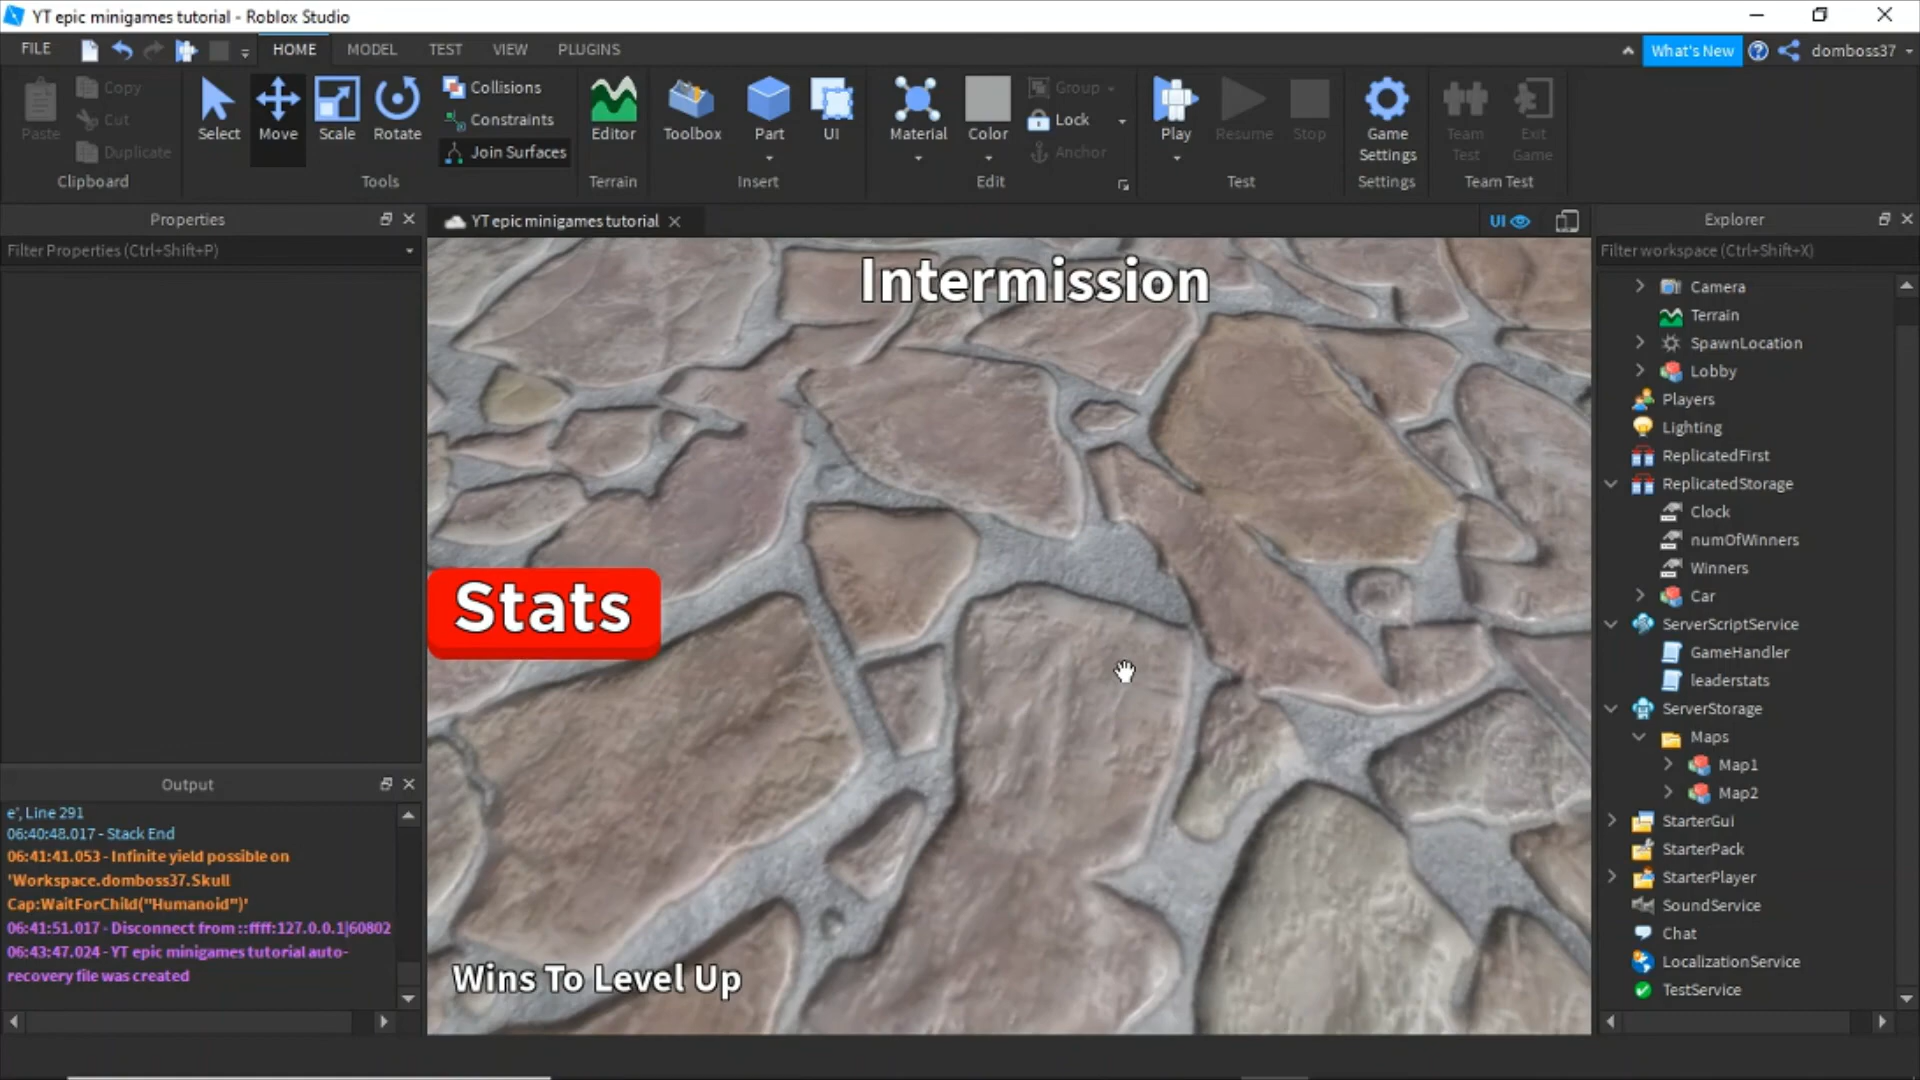 YT epic minigames tutorial - Roblox Studio
FILE
HOME
MODEL
TEST
VIEW
PLUGINS
What's New
domboss37
Paste
Copy
Cut
Duplicate
Clipboard
Select
Move
Scale
Rotate
Collisions
Constraints
Join Surfaces
Tools
Editor
Terrain
Toolbox
Part
UI
Insert
Material
Color
Group
Lock
Anchor
Edit
Play
Resume
Stop
Test
Game
Settings
Settings
Team
Test
Exit
Game
Team Test
Properties
Filter Properties (Ctrl+Shift+P)
YT epic minigames tutorial
UI
Intermission
Stats
Wins To Level Up
Output
e', Line 291
06:40:48.017 - Stack End
06:41:41.053 - Infinite yield possible on
'Workspace.domboss37.Skull
Cap:WaitForChild("Humanoid")'
06:41:51.017 - Disconnect from ::ffff:127.0.0.1|60802
06:43:47.024 - YT epic minigames tutorial auto-
recovery file was created
Explorer
Filter workspace (Ctrl+Shift+X)
Camera
Terrain
SpawnLocation
Lobby
Players
Lighting
ReplicatedFirst
ReplicatedStorage
Clock
numOfWinners
Winners
Car
ServerScriptService
GameHandler
leaderstats
ServerStorage
Maps
Map1
Map2
StarterGui
StarterPack
StarterPlayer
SoundService
Chat
LocalizationService
TestService